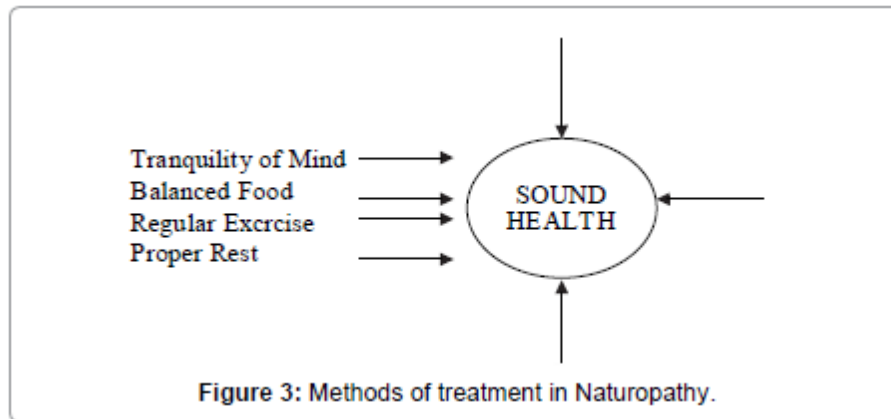 Tranquility of Mind
Balanced Food
Regular Excrcise
Proper Rest
SOUND
HEALTH
Figure 3: Methods of treatment in Naturopathy.